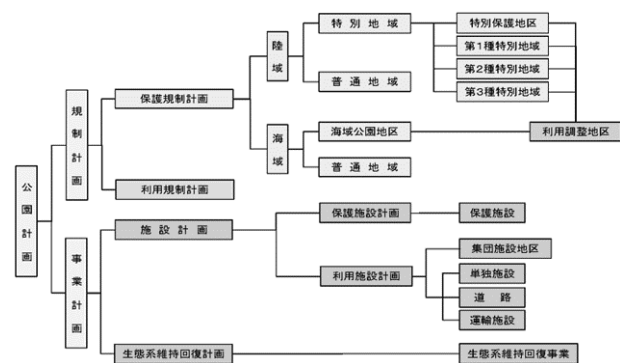 公園計画
規制計画
事業計画
保護規制計画
利用規制計画
施設計画
生態系維持回復計画
陸域
海域
特別地域
普通地域
海域公園地区
普通地域
特別保護地区
第1種特別地域
第2種特別地域
第3種特別地域
利用調整地区
保護施設計画
利用施設計画
保護施設
集団施設地区
単独施設
道路
運輸施設
生態系維持回復事業